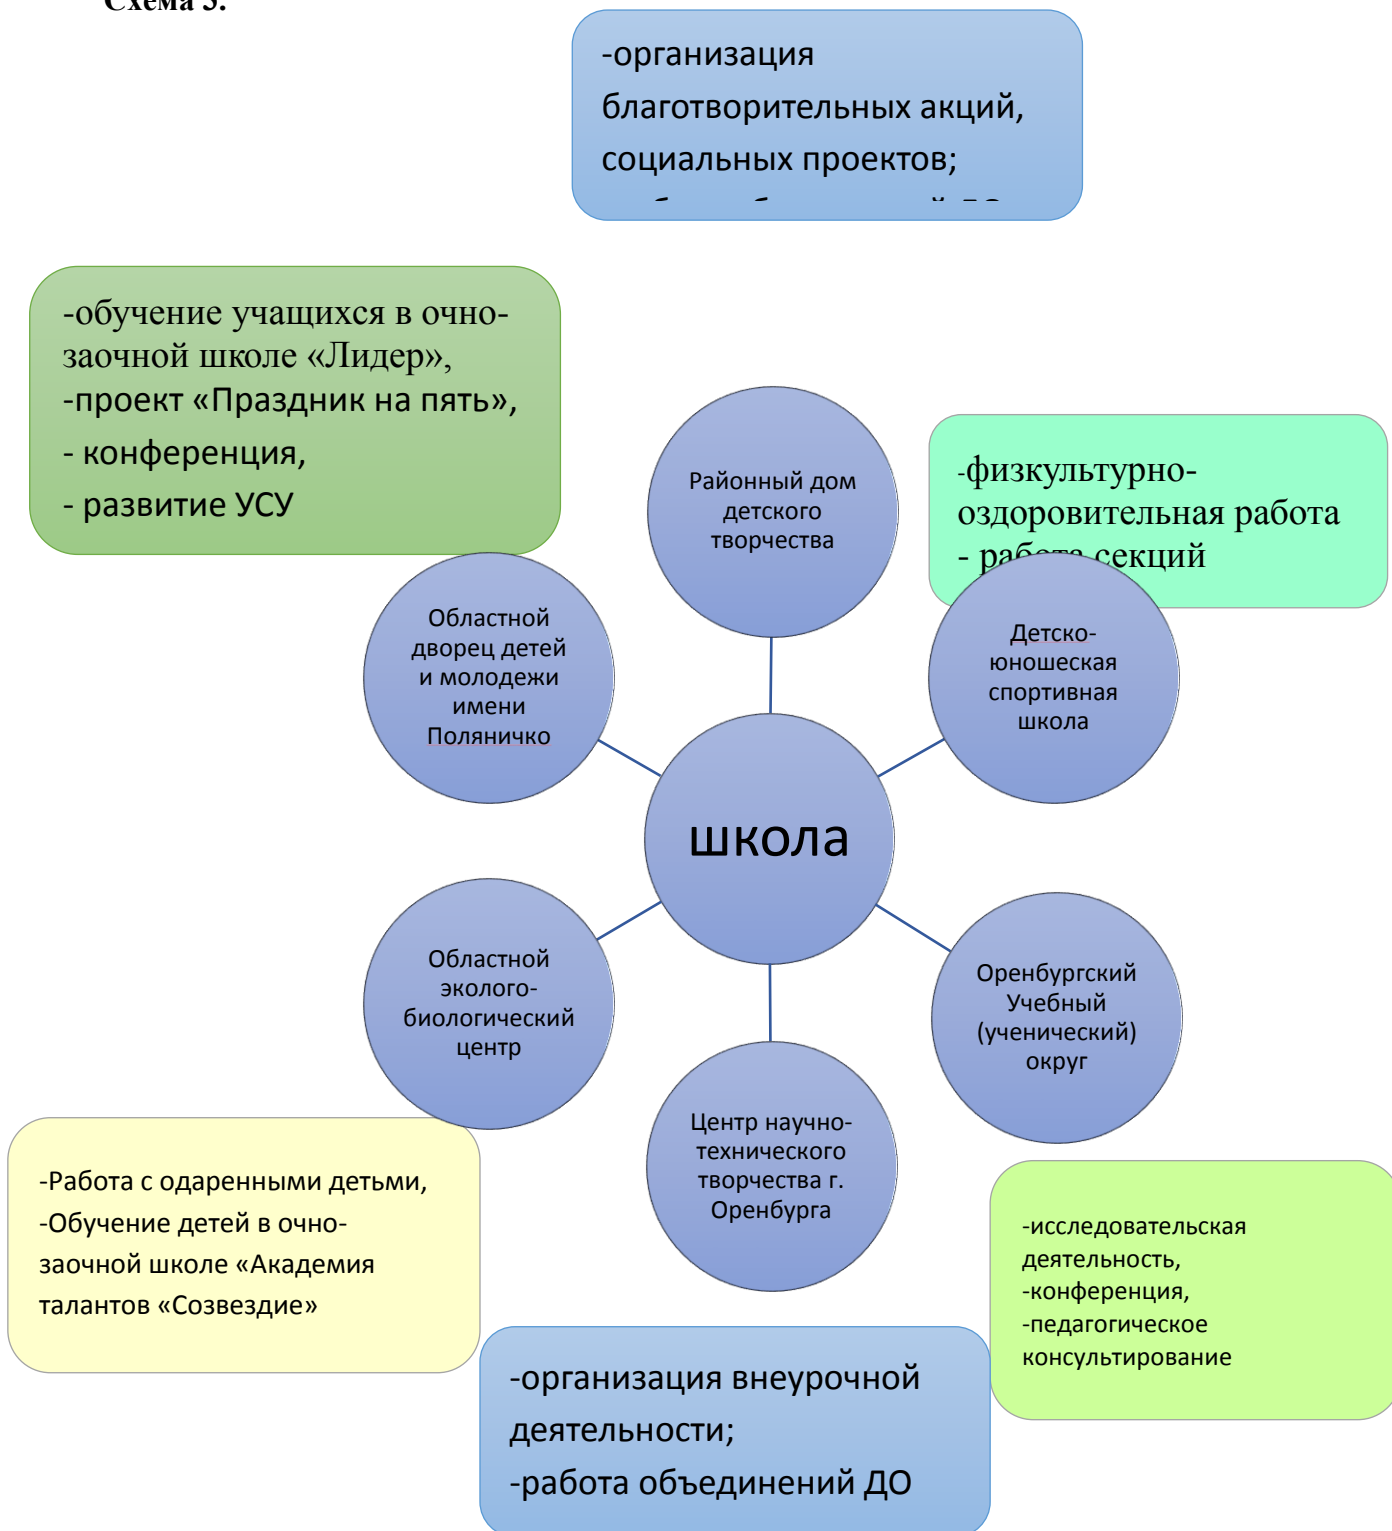 Схема 3.
-организация
благотворительных акций,
социальных проектов;
-обучение учащихся в очно-
заочной школе «Лидер»,
-проект «Праздник на пять»,
- конференция,
- развитие УСУ
Районный дом
детского
творчества
-физкультурно-
оздоровительная работа
- работа секций
Областной
дворец детей
и молодежи
имени
Поляничко
Детско-
юношеская
спортивная
школа
школа
Областной
эколого-
биологический
центр
Оренбургский
Учебный
(ученический)
округ
Центр научно-
технического
творчества г.
Оренбурга
-Работа с одаренными детьми,
-Обучение детей в очно-
заочной школе «Академия
талантов «Созвездие»
-исследовательская
деятельность,
-конференция,
-педагогическое
консультирование
-организация внеурочной
деятельности;
-работа объединений ДО